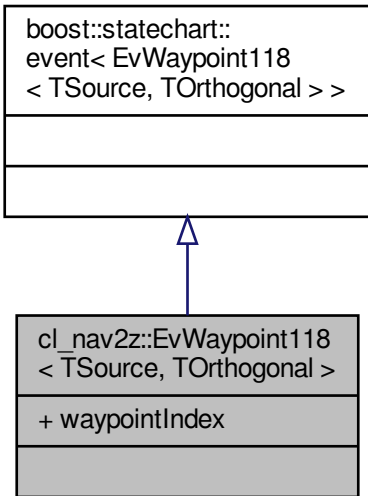 boost::statechart::
event< EvWaypoint118
< TSource, TOrthogonal > >
cl_nav2z::EvWaypoint118
< TSource, TOrthogonal >
+ waypointIndex